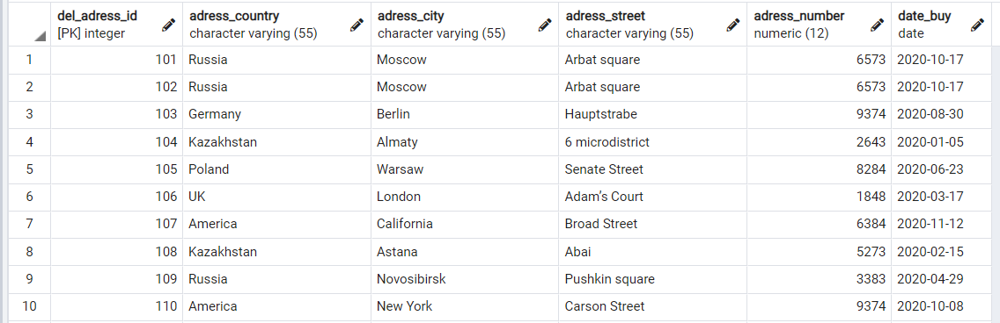 del_adress_id adress_country adress_city adress_street adress_number date_buy
[PK] integer character varying (55) character varying (55) character varying (55) numeric (12) date
1 101 Russia Moscow Arbat square 6573 2020-10-17
2 102 Russia Moscow Arbat square 6573 2020-10-17
3 103 Germany Berlin Hauptstrabe 9374 2020-08-30
4 104 Kazakhstan Almaty 6 microdistrict 2643 2020-01-05
5 105 Poland Warsaw Senate Street 8284 2020-06-23
6 106 UK London Adam’s Court 1848 2020-03-17
7 107 America California Broad Street 6384 2020-11-12
8 108 Kazakhstan Astana Abai 5273 2020-02-15
9 109 Russia Novosibirsk Pushkin square 3383 2020-04-29
10 110 America New York Carson Street 9374 2020-10-08